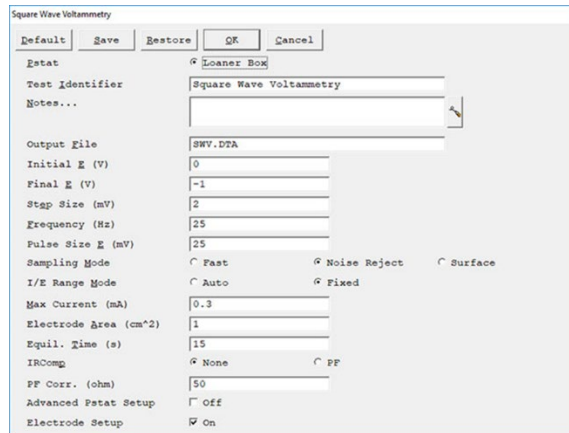 Square Wave Voltammetry
Default Save Restore OK Cancel
Pstat Loaner Box
Test Identifier Square Wave Voltammetry
Notes...
Output File SWV.DTA
Initial E (V) 0
Final E (V) -1
Step Size (mV) 2
Frequency (Hz) 25
Pulse Size E (mV) 25
Sampling Mode Fast Noise Reject Surface
I/E Range Mode Auto Fixed
Max Current (mA) 0.3
Electrode Area (cm^2) 1
Equil. Time (s) 15
IRComp None PF
PF Corr. (ohm) 50
Advanced Pstat Setup Off
Electrode Setup On